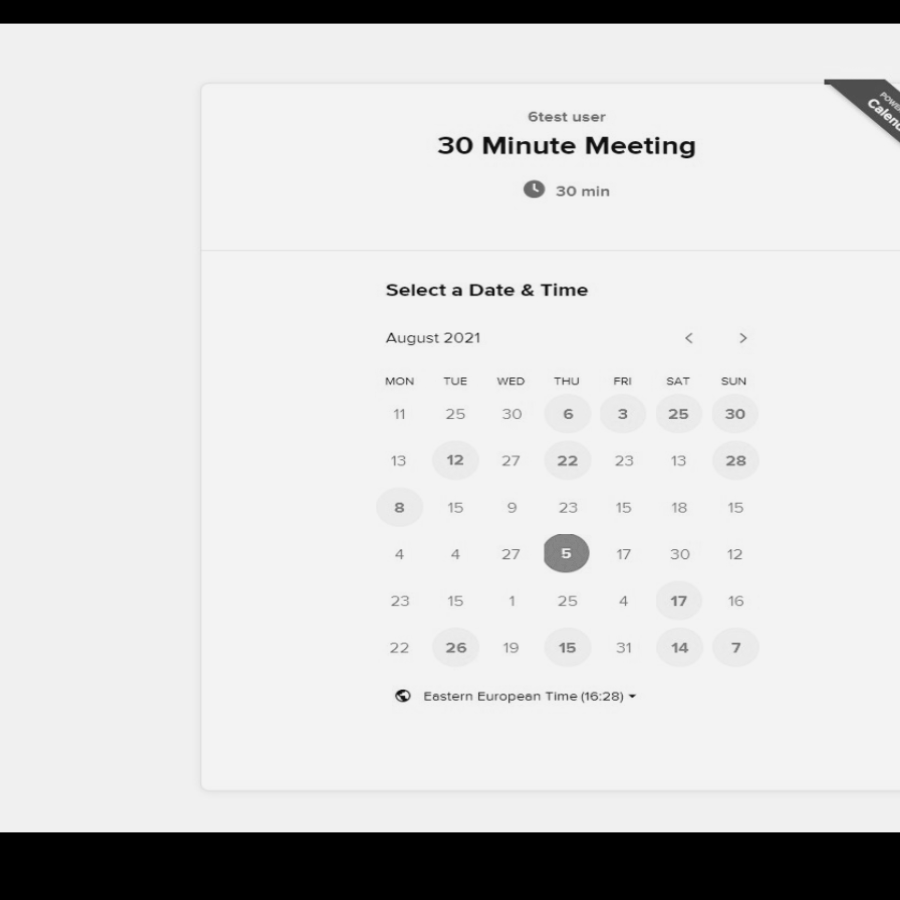 POWE
Calend
6test user
30 Minute Meeting
30 min
Select a Date & Time
August 2021
MON TUE WED THU FRI SAT SUN
11 25 30 6 3 25 30
13 12 27 22 23 13 28
8 15 9 23 15 18 15
4 4 27 5 17 30 12
23 15 1 25 4 17 16
22 26 19 15 31 14 7
Eastern European Time (16:28)